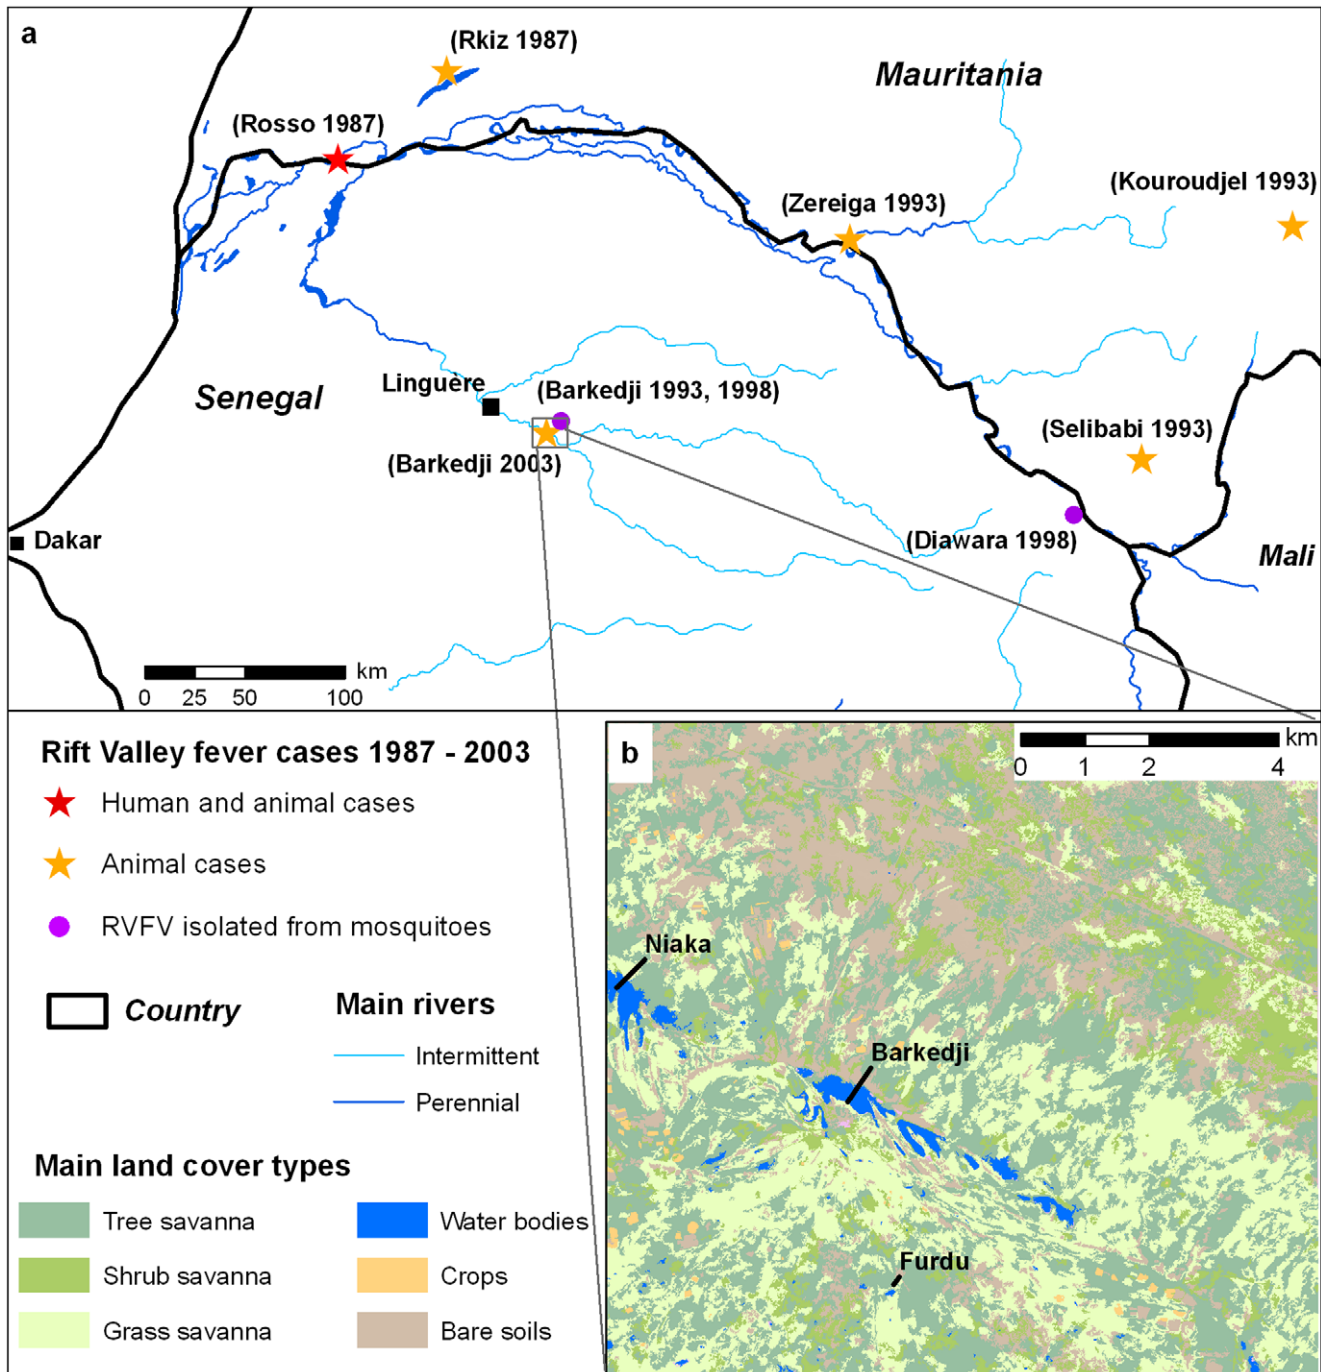 a
(Rkiz 1987)
Mauritania
(Rosso 1987)
(Kouroudjel 1993)
(Zereiga 1993)
Senegal
Linguère
(Barkedji 1993, 1998)
(Selibabi 1993)
(Barkedji 2003)
(Diawara 1998)
Dakar
Mali
km
0 25 50 100
Rift Valley fever cases 1987 - 2003
Human and animal cases
Animal cases
RVFV isolated from mosquitoes
Country
Main rivers
Intermittent
Perennial
Main land cover types
Tree savanna
Shrub savanna
Grass savanna
Water bodies
Crops
Bare soils
b
km
0 1 2 4
Niaka
Barkedji
Furdu